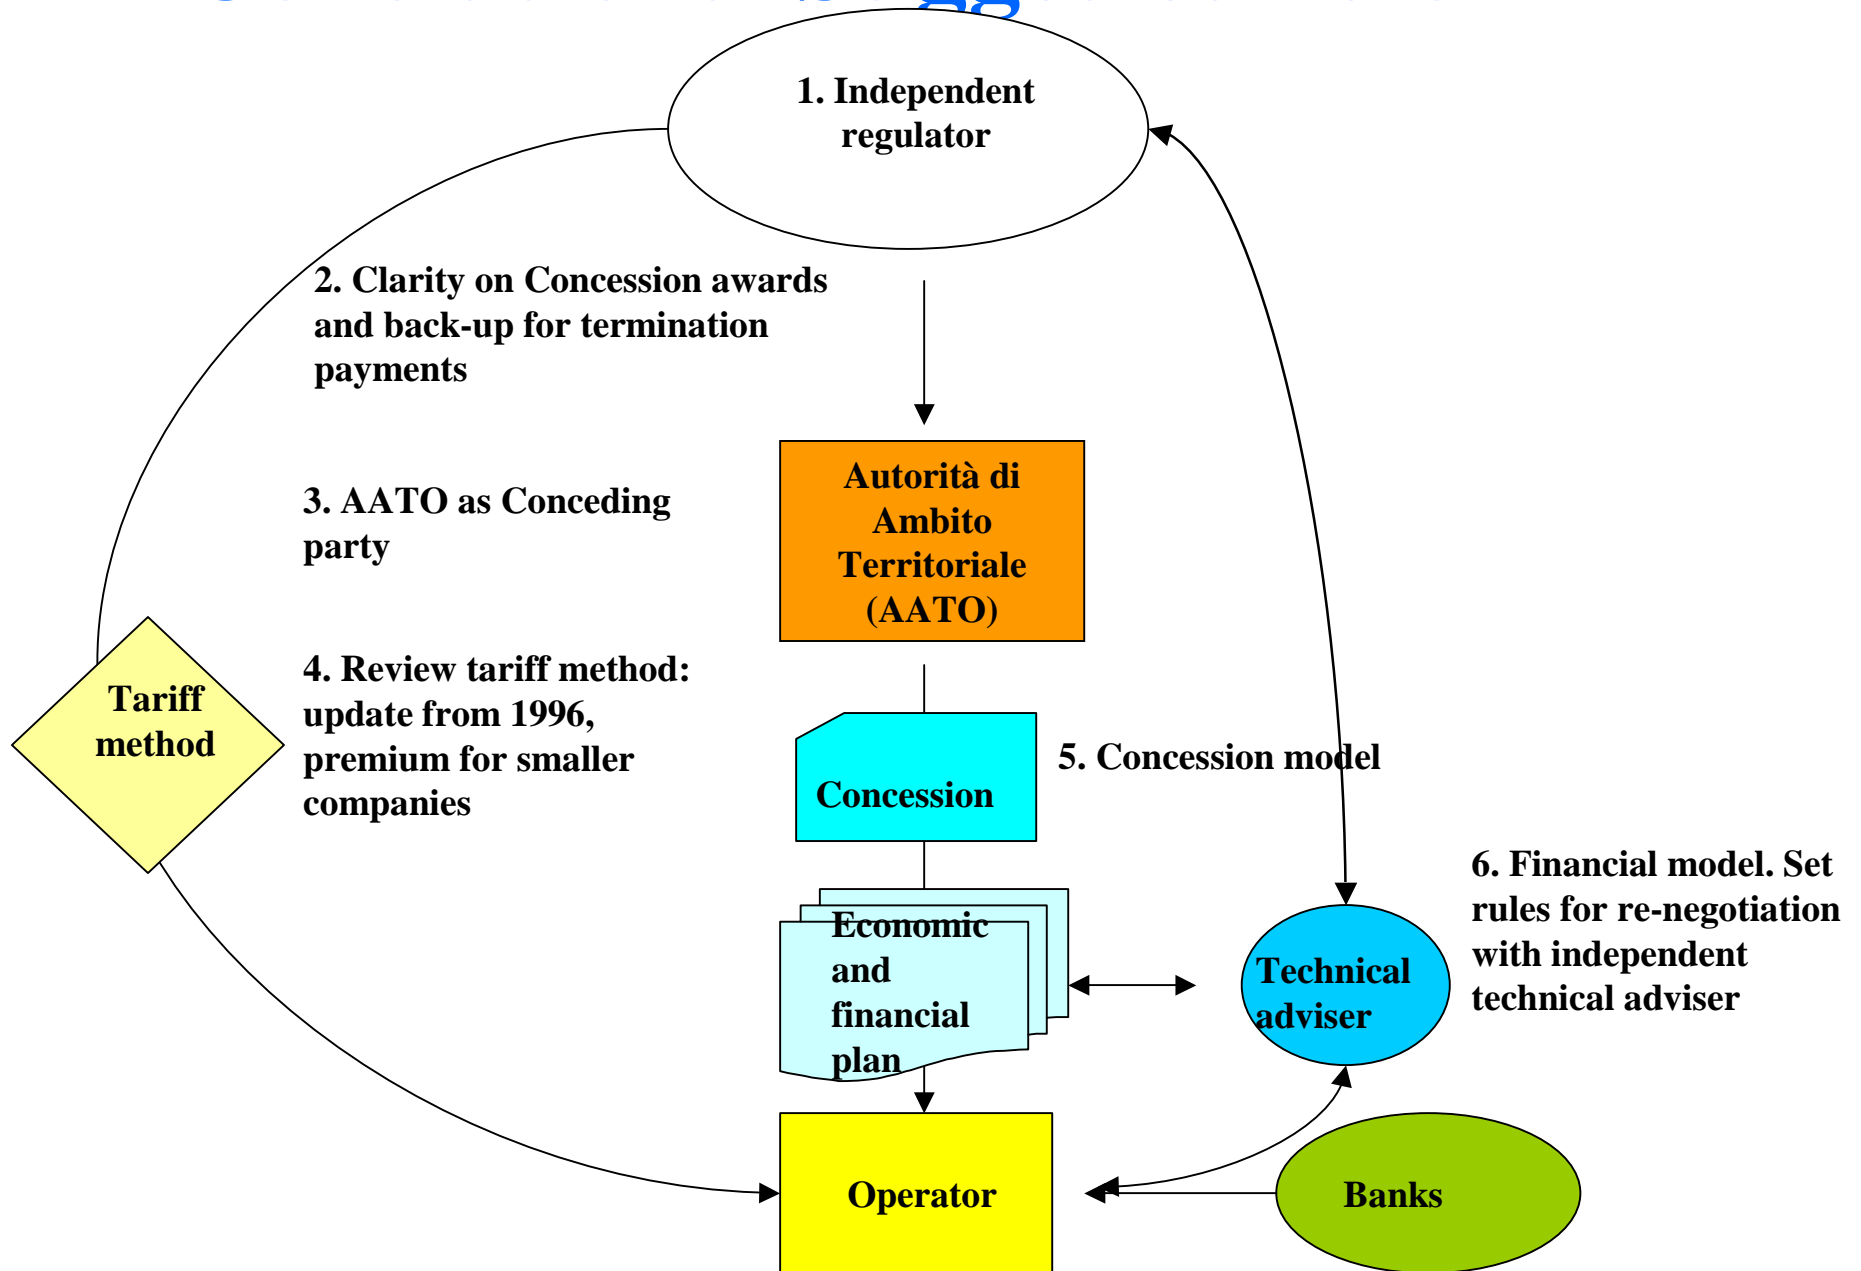 1. Independent
regulator
2. Clarity on Concession awards
and back-up for termination
payments
Autorità di
Ambito
Territoriale
(AATO)
3. AATO as Conceding
party
Tariff
method
4. Review tariff method:
update from 1996,
premium for smaller
companies
Concession
5. Concession model
Economic
and
financial
plan
Technical
adviser
6. Financial model. Set
rules for re-negotiation
with independent
technical adviser
Operator
Banks